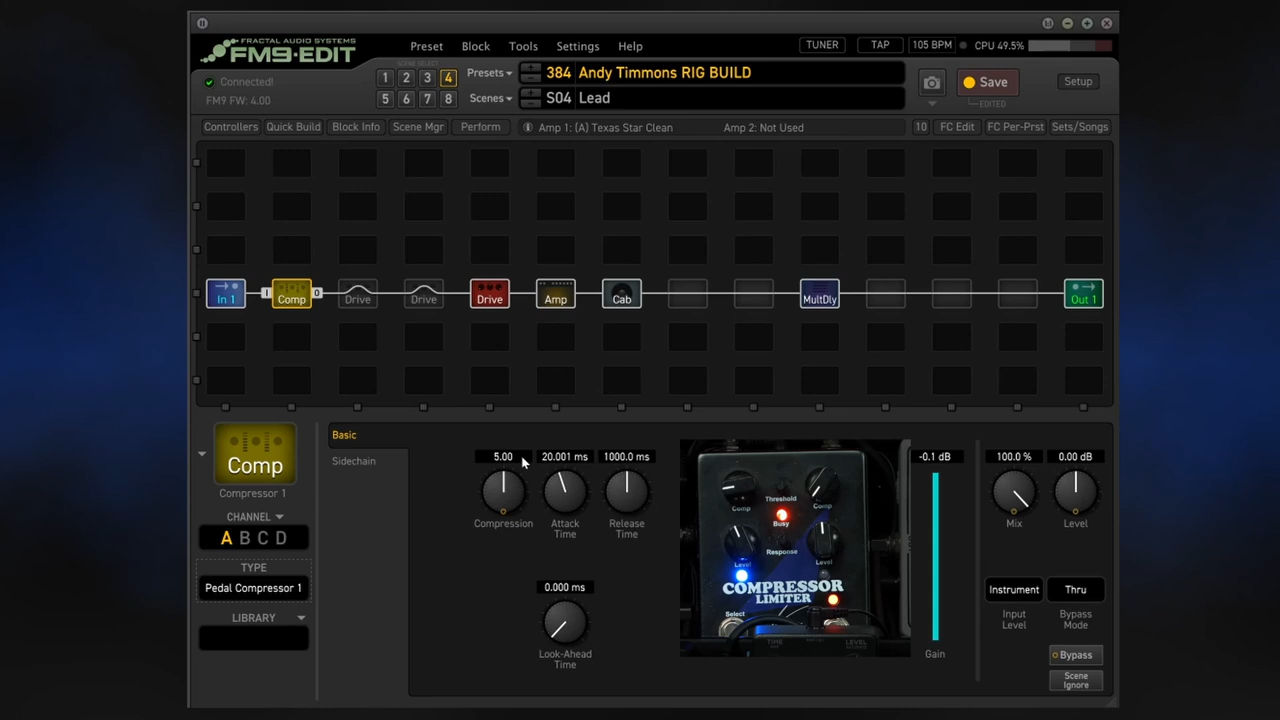 FRACTAL AUDIO SYSTEMS
FM9-EDIT
Preset Block Tools Settings Help
TUNER TAP 105 BPM CPU 49.5%
Connected!
FM9 FW: 4.00
SCENE SELECT
1 2 3 4
5 6 7 8
Presets 384 Andy Timmons RIG BUILD
Scenes S04 Lead
Save
EDITED
Setup
Controllers Quick Build Block Info Scene Mgr Perform Amp 1: (A) Texas Star Clean Amp 2: Not Used 10 FC Edit FC Per-Prst Sets/Songs
In 1 I Comp O Drive Drive Drive Amp Cab MultDly Out 1
Comp
Compressor 1
CHANNEL
A B C D
TYPE
Pedal Compressor 1
LIBRARY
Basic
Sidechain
5.00 20.001 ms 1000.0 ms
Compression Attack Time Release Time
0.000 ms
Look-Ahead Time
Threshold
Comp Comp
Busy
Response
Level Level
COMPRESSOR
LIMITER
Select
TIME LEVEL
-0.1 dB
Gain
100.0 % 0.00 dB
Mix Level
Instrument Thru
Input Level Bypass Mode
Bypass
Scene Ignore